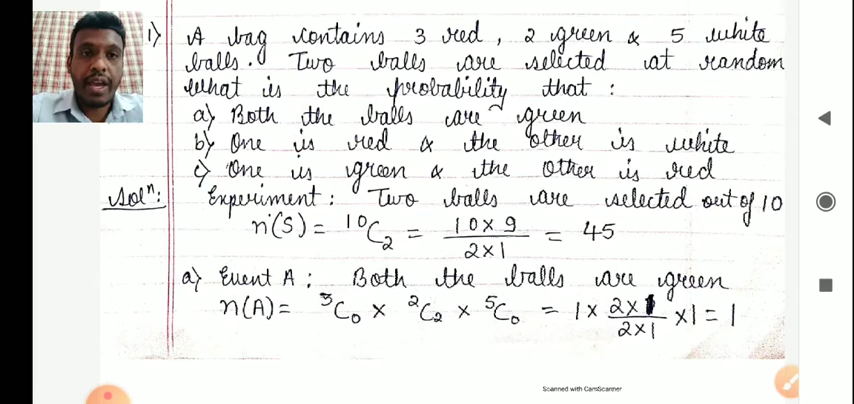 1) A bag contains 3 red, 2 green & 5 white
balls. Two balls are selected at random
what is the probability that :
a) Both the balls are green
b) One is red & the other is white
c) One is green & the other is red
Solⁿ: Experiment : Two balls are selected out of 10
n(S) = ¹⁰C₂ = 10 × 9 / 2 × 1 = 45
a) Event A : Both the balls are green
n(A) = ³C₀ × ²C₂ × ⁵C₀ = 1 × 2 × 1 / 2 × 1 × 1 = 1
Scanned with CamScanner